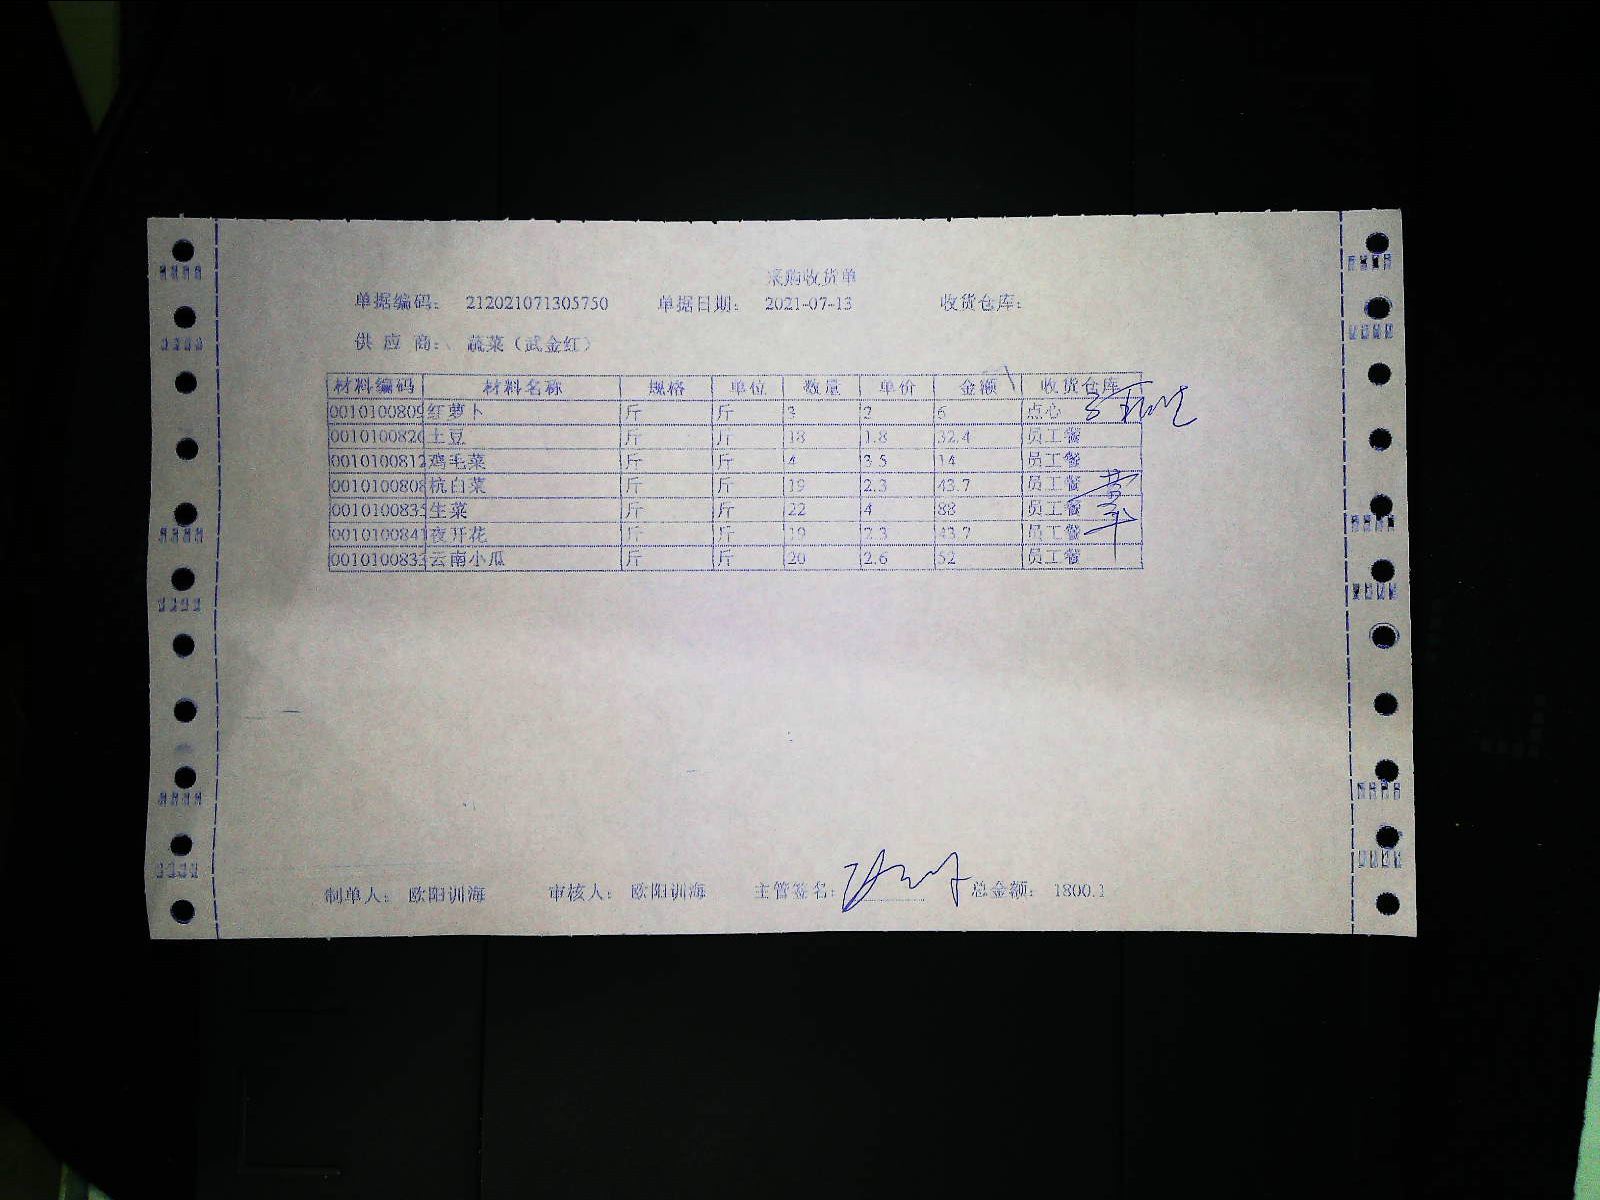 采购收货单
单据编码： 212021071305750 单据日期： 2021-07-13 收货仓库：
供 应 商： 蔬菜（武金红）
材料编码 材料名称 规格 单位 数量 单价 金额 收货仓库
0010100809 红萝卜 斤 斤 3 2 6 点心
0010100820 土豆 斤 斤 18 1.8 32.4 员工餐
0010100812 鸡毛菜 斤 斤 4 3.5 14 员工餐
0010100808 杭白菜 斤 斤 19 2.3 43.7 员工餐
0010100835 生菜 斤 斤 22 4 88 员工餐
0010100841 夜开花 斤 斤 19 2.3 43.7 员工餐
0010100833 云南小瓜 斤 斤 20 2.6 52 员工餐
制单人： 欧阳训海 审核人： 欧阳训海 主管签名： 总金额： 1800.1